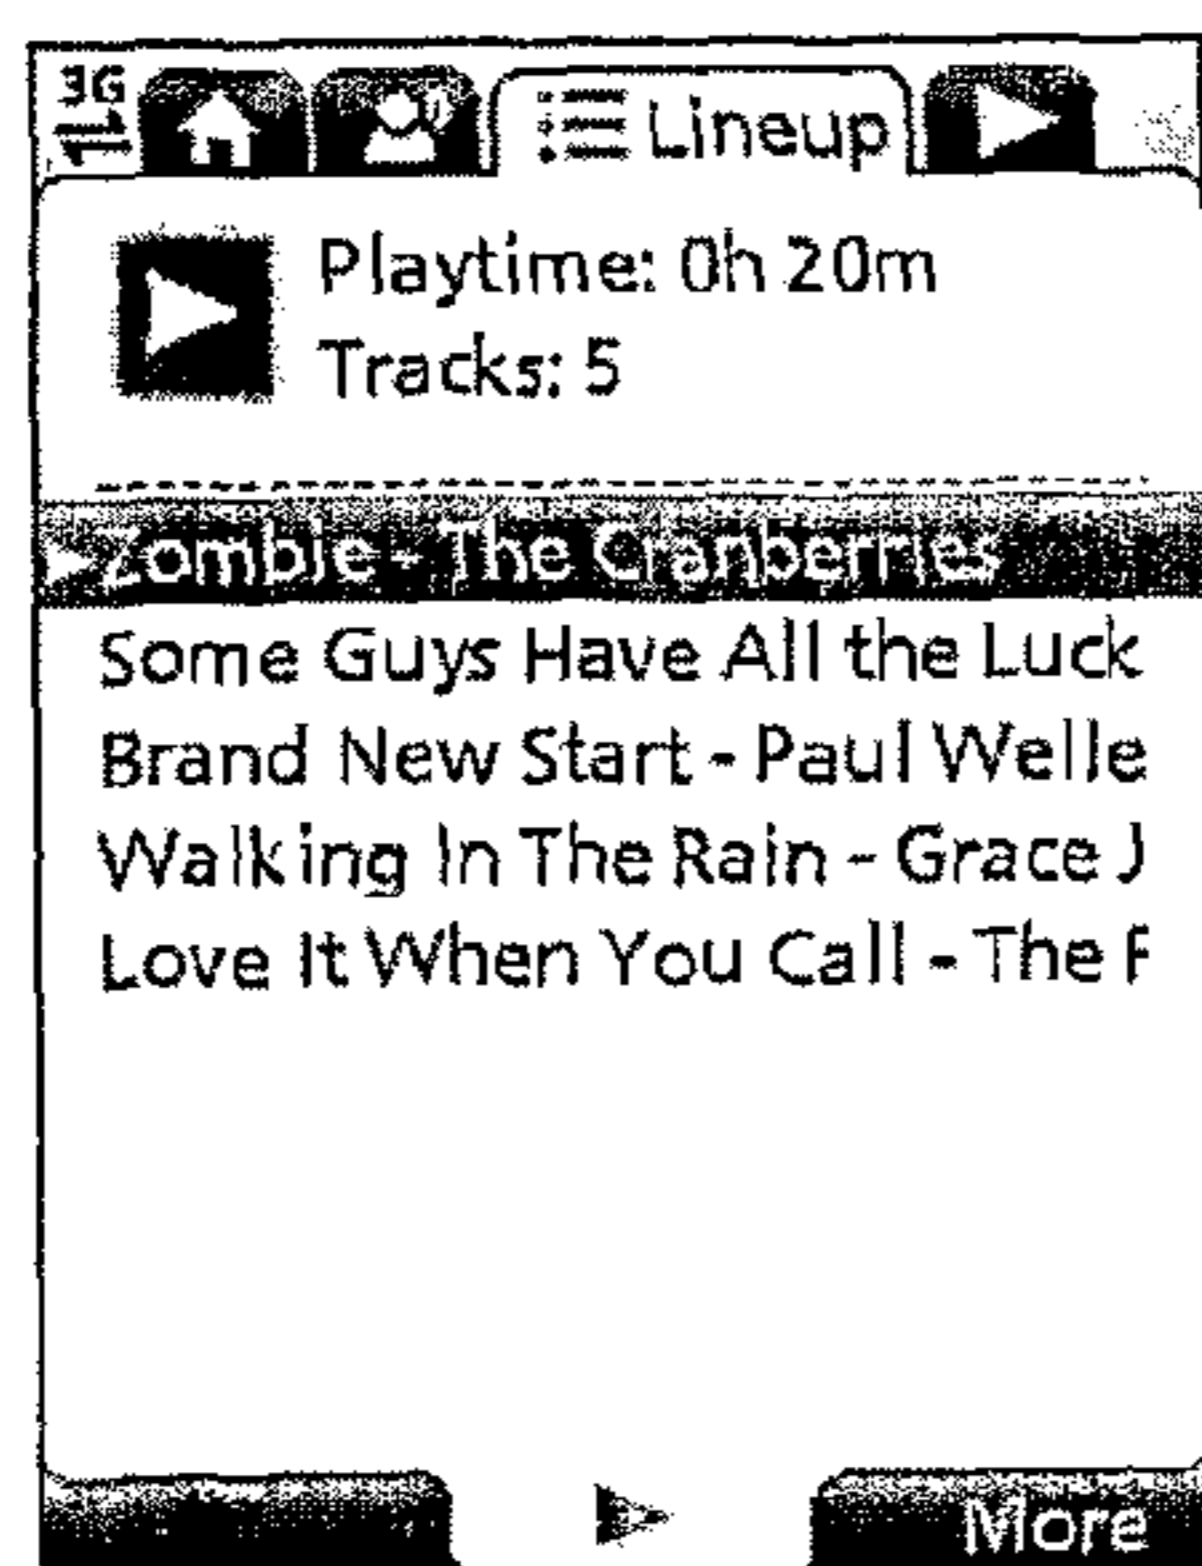 3G
Lineup
Playtime: 0h 20m
Tracks: 5
Zombie - The Cranberries
Some Guys Have All the Luck
Brand New Start - Paul Welle
Walking In The Rain - Grace J
Love It When You Call - The F
More